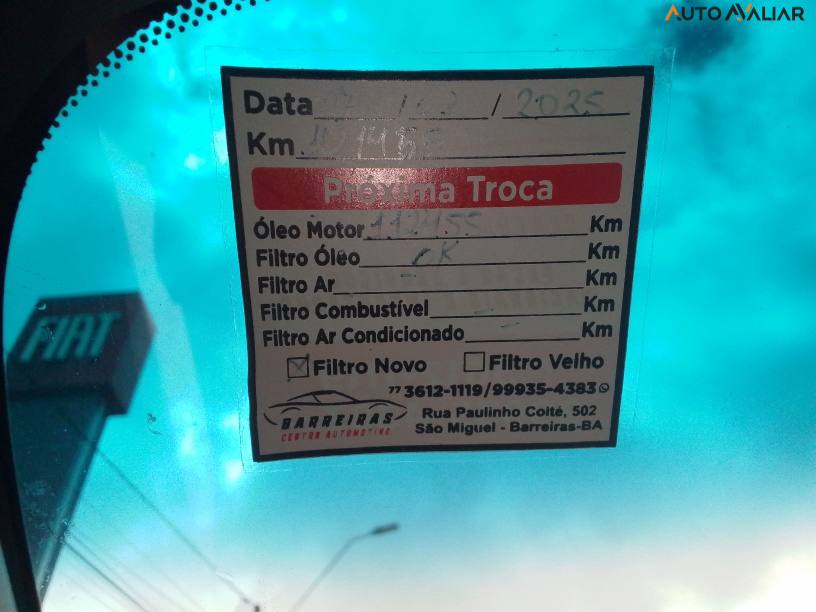 AUTO AVALIAR
Data / 2025
Km
Próxima Troca
Óleo Motor 112455 Km
Filtro Óleo OK Km
Filtro Ar - Km
Filtro Combustível - Km
Filtro Ar Condicionado - Km
Filtro Novo Filtro Velho
77 3612-1119/99935-4383
BARREIRAS
CENTRO AUTOMOTIVO
Rua Paulinho Coité, 502
São Miguel - Barreiras-BA
FIAT